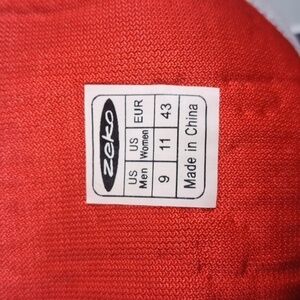 zeko
EUR 43
US Women 11
US Men 9
Made in China